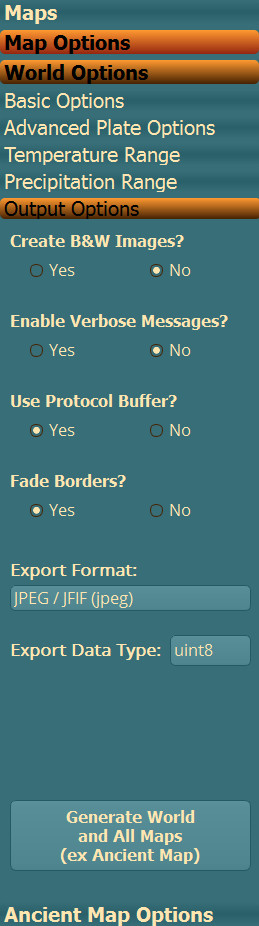 Maps
Map Options
World Options
Basic Options
Advanced Plate Options
Temperature Range
Precipitation Range
Output Options
Create B&W Images?
Yes No
Enable Verbose Messages?
Yes No
Use Protocol Buffer?
Yes No
Fade Borders?
Yes No
Export Format:
JPEG / JFIF (jpeg)
Export Data Type: uint8
Generate World
and All Maps
(ex Ancient Map)
Ancient Map Options